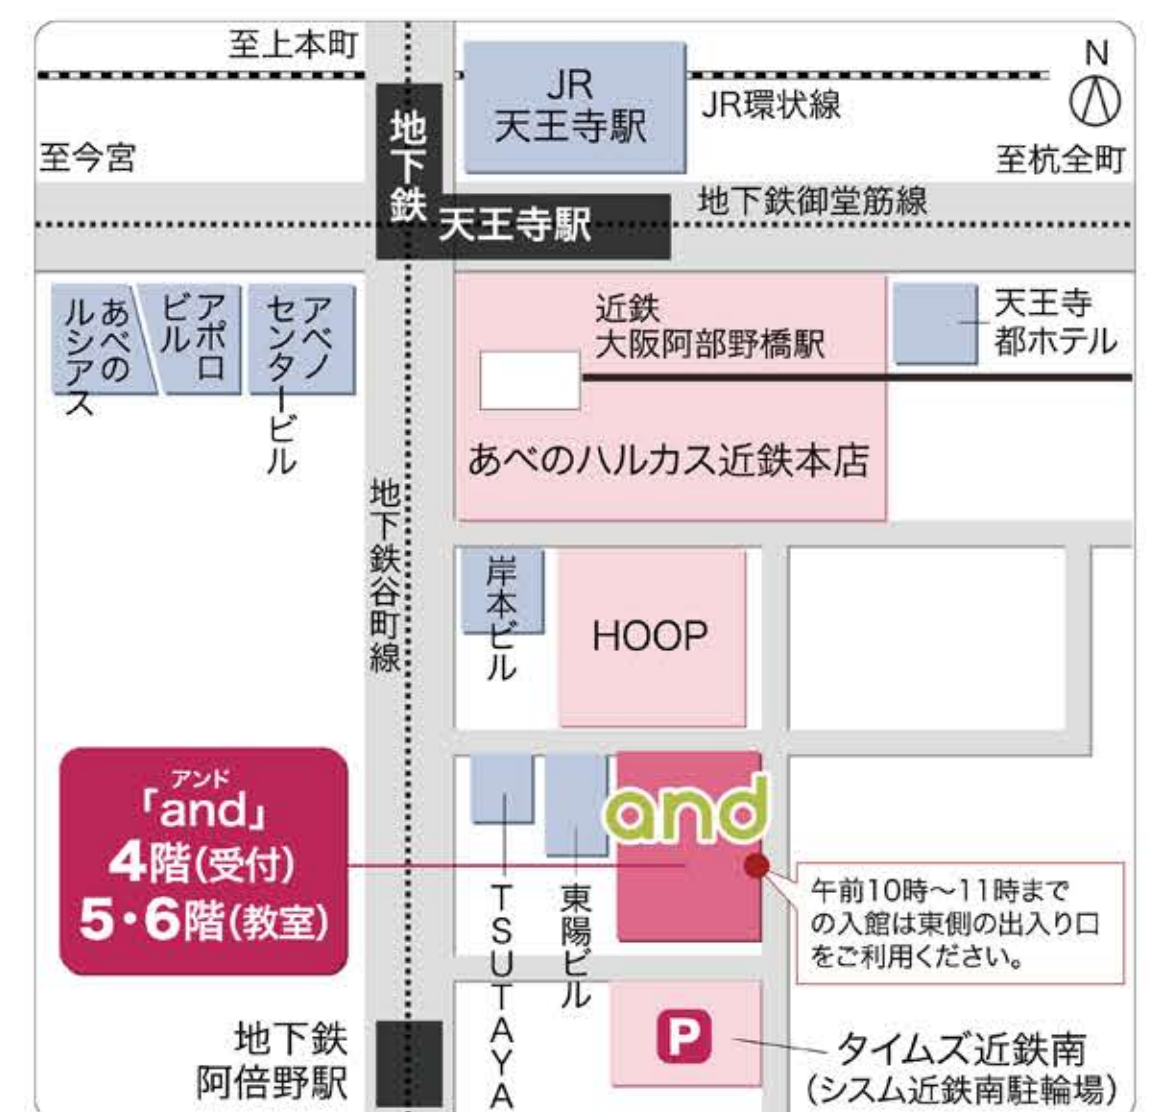 至上本町
N
JR
天王寺駅
JR環状線
地下鉄
至今宮
至杭全町
地下鉄御堂筋線
天王寺駅
あべの
ルシアス
アポロ
ビル
アベノ
センタービル
近鉄
大阪阿部野橋駅
天王寺
都ホテル
あべのハルカス近鉄本店
地下鉄谷町線
岸本ビル
HOOP
アンド
「and」
4階(受付)
5・6階(教室)
and
TSUTAYA
東陽ビル
午前10時〜11時まで
の入館は東側の出入り口
をご利用ください。
地下鉄
阿倍野駅
P
タイムズ近鉄南
(シスム近鉄南駐輪場)